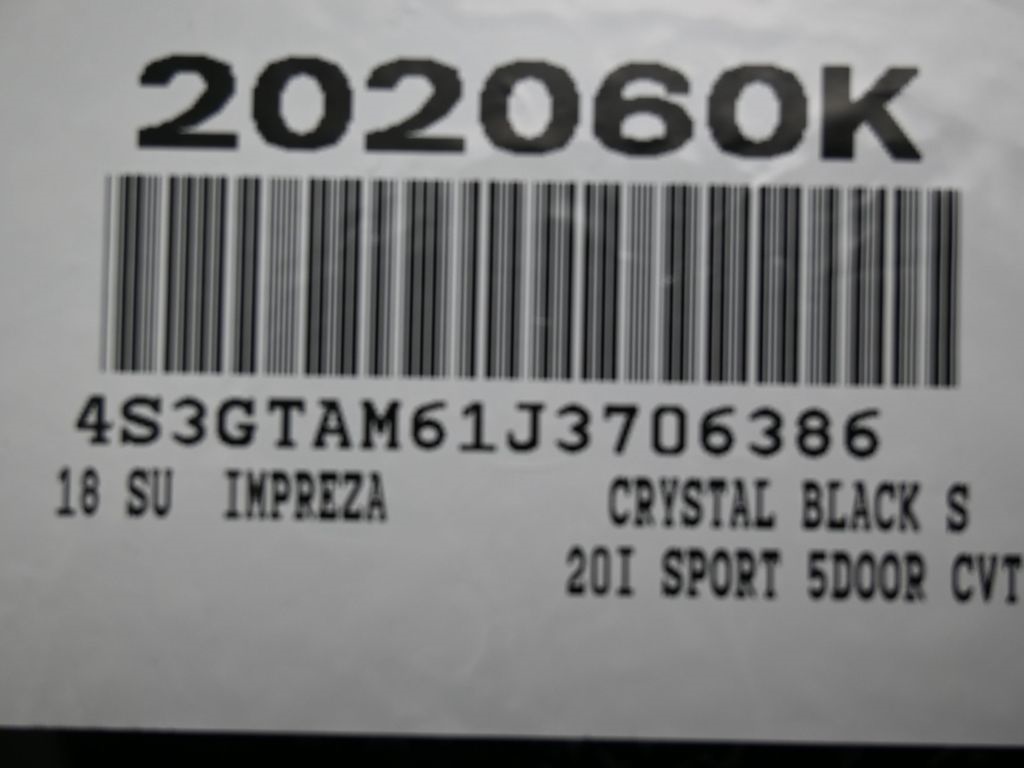 202060K
4S3GTAM61J3706386
18 SU IMPREZA CRYSTAL BLACK S
20I SPORT 5DOOR CVT